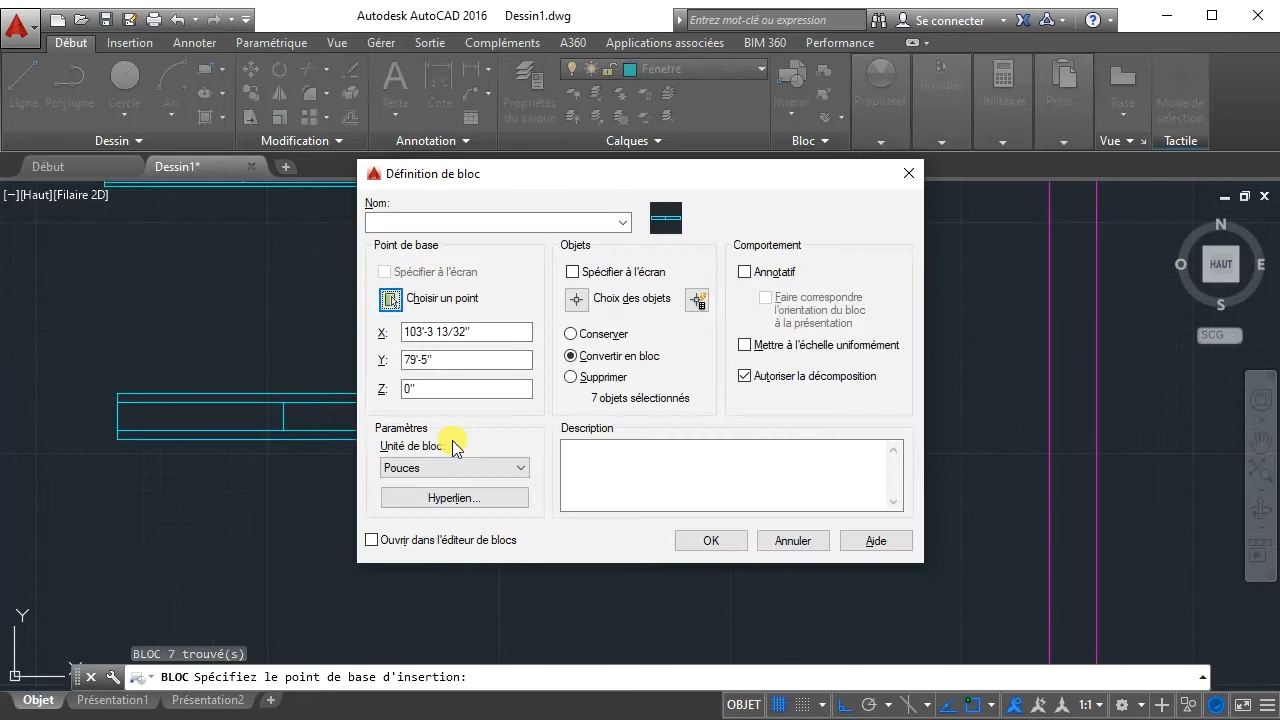 Autodesk AutoCAD 2016 Dessin1.dwg
Entrez mot-clé ou expression
Se connecter
Début Insertion Annoter Paramétrique Vue Gérer Sortie Compléments A360 Applications associées BIM 360 Performance
Ligne Polyligne Cercle Arc
Texte Cote
Propriétés du calque
Fenetre
Insérer
Propriétés
Utilitaires
Base
Mode de sélection
Dessin Modification Annotation Calques Bloc Vue Tactile
Début Dessin1*
[−][Haut][Filaire 2D]
Définition de bloc
Nom:
Point de base
Spécifier à l'écran
Choisir un point
X: 103'-3 13/32"
Y: 79'-5"
Z: 0"
Objets
Spécifier à l'écran
Choix des objets
Conserver
Convertir en bloc
Supprimer
7 objets sélectionnés
Comportement
Annotatif
Faire correspondre
l'orientation du bloc
à la présentation
Mettre à l'échelle uniformément
Autoriser la décomposition
Paramètres
Unité de bloc
Pouces
Hyperlien...
Description
Ouvrir dans l'éditeur de blocs
OK Annuler Aide
N
O HAUT E
S
SCG
Y
BLOC 7 trouvé(s)
BLOC Spécifiez le point de base d'insertion:
Objet Présentation1 Présentation2
OBJET
1:1